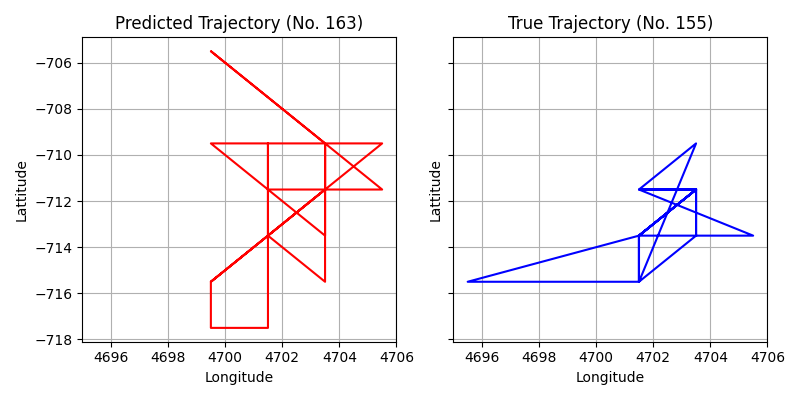 Predicted Trajectory (No. 163)
True Trajectory (No. 155)
Lattitude
−706
−708
−710
−712
−714
−716
−718
4696 4698 4700 4702 4704 4706
Longitude
Lattitude
4696 4698 4700 4702 4704 4706
Longitude